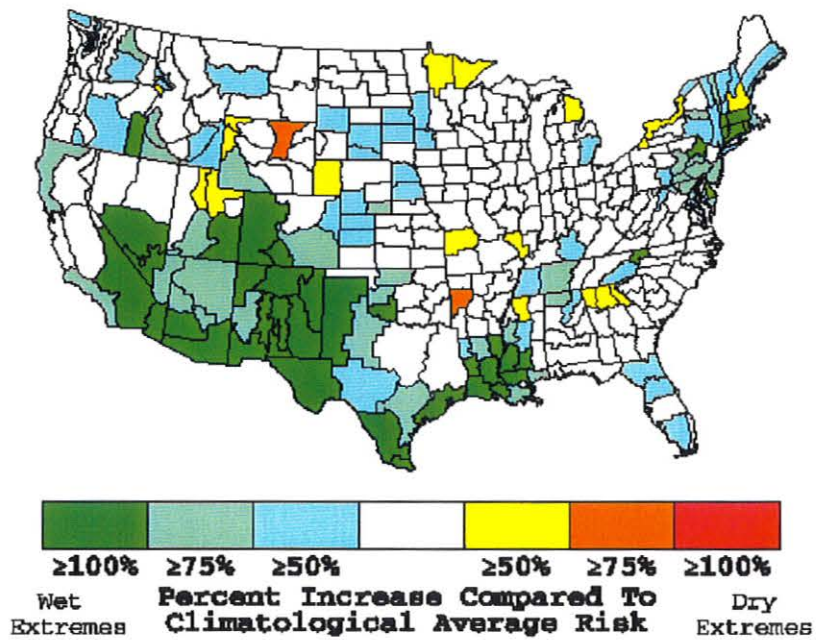 ≥100% ≥75% ≥50% ≥50% ≥75% ≥100%
Wet Extremes
Percent Increase Compared To
Climatological Average Risk
Dry Extremes